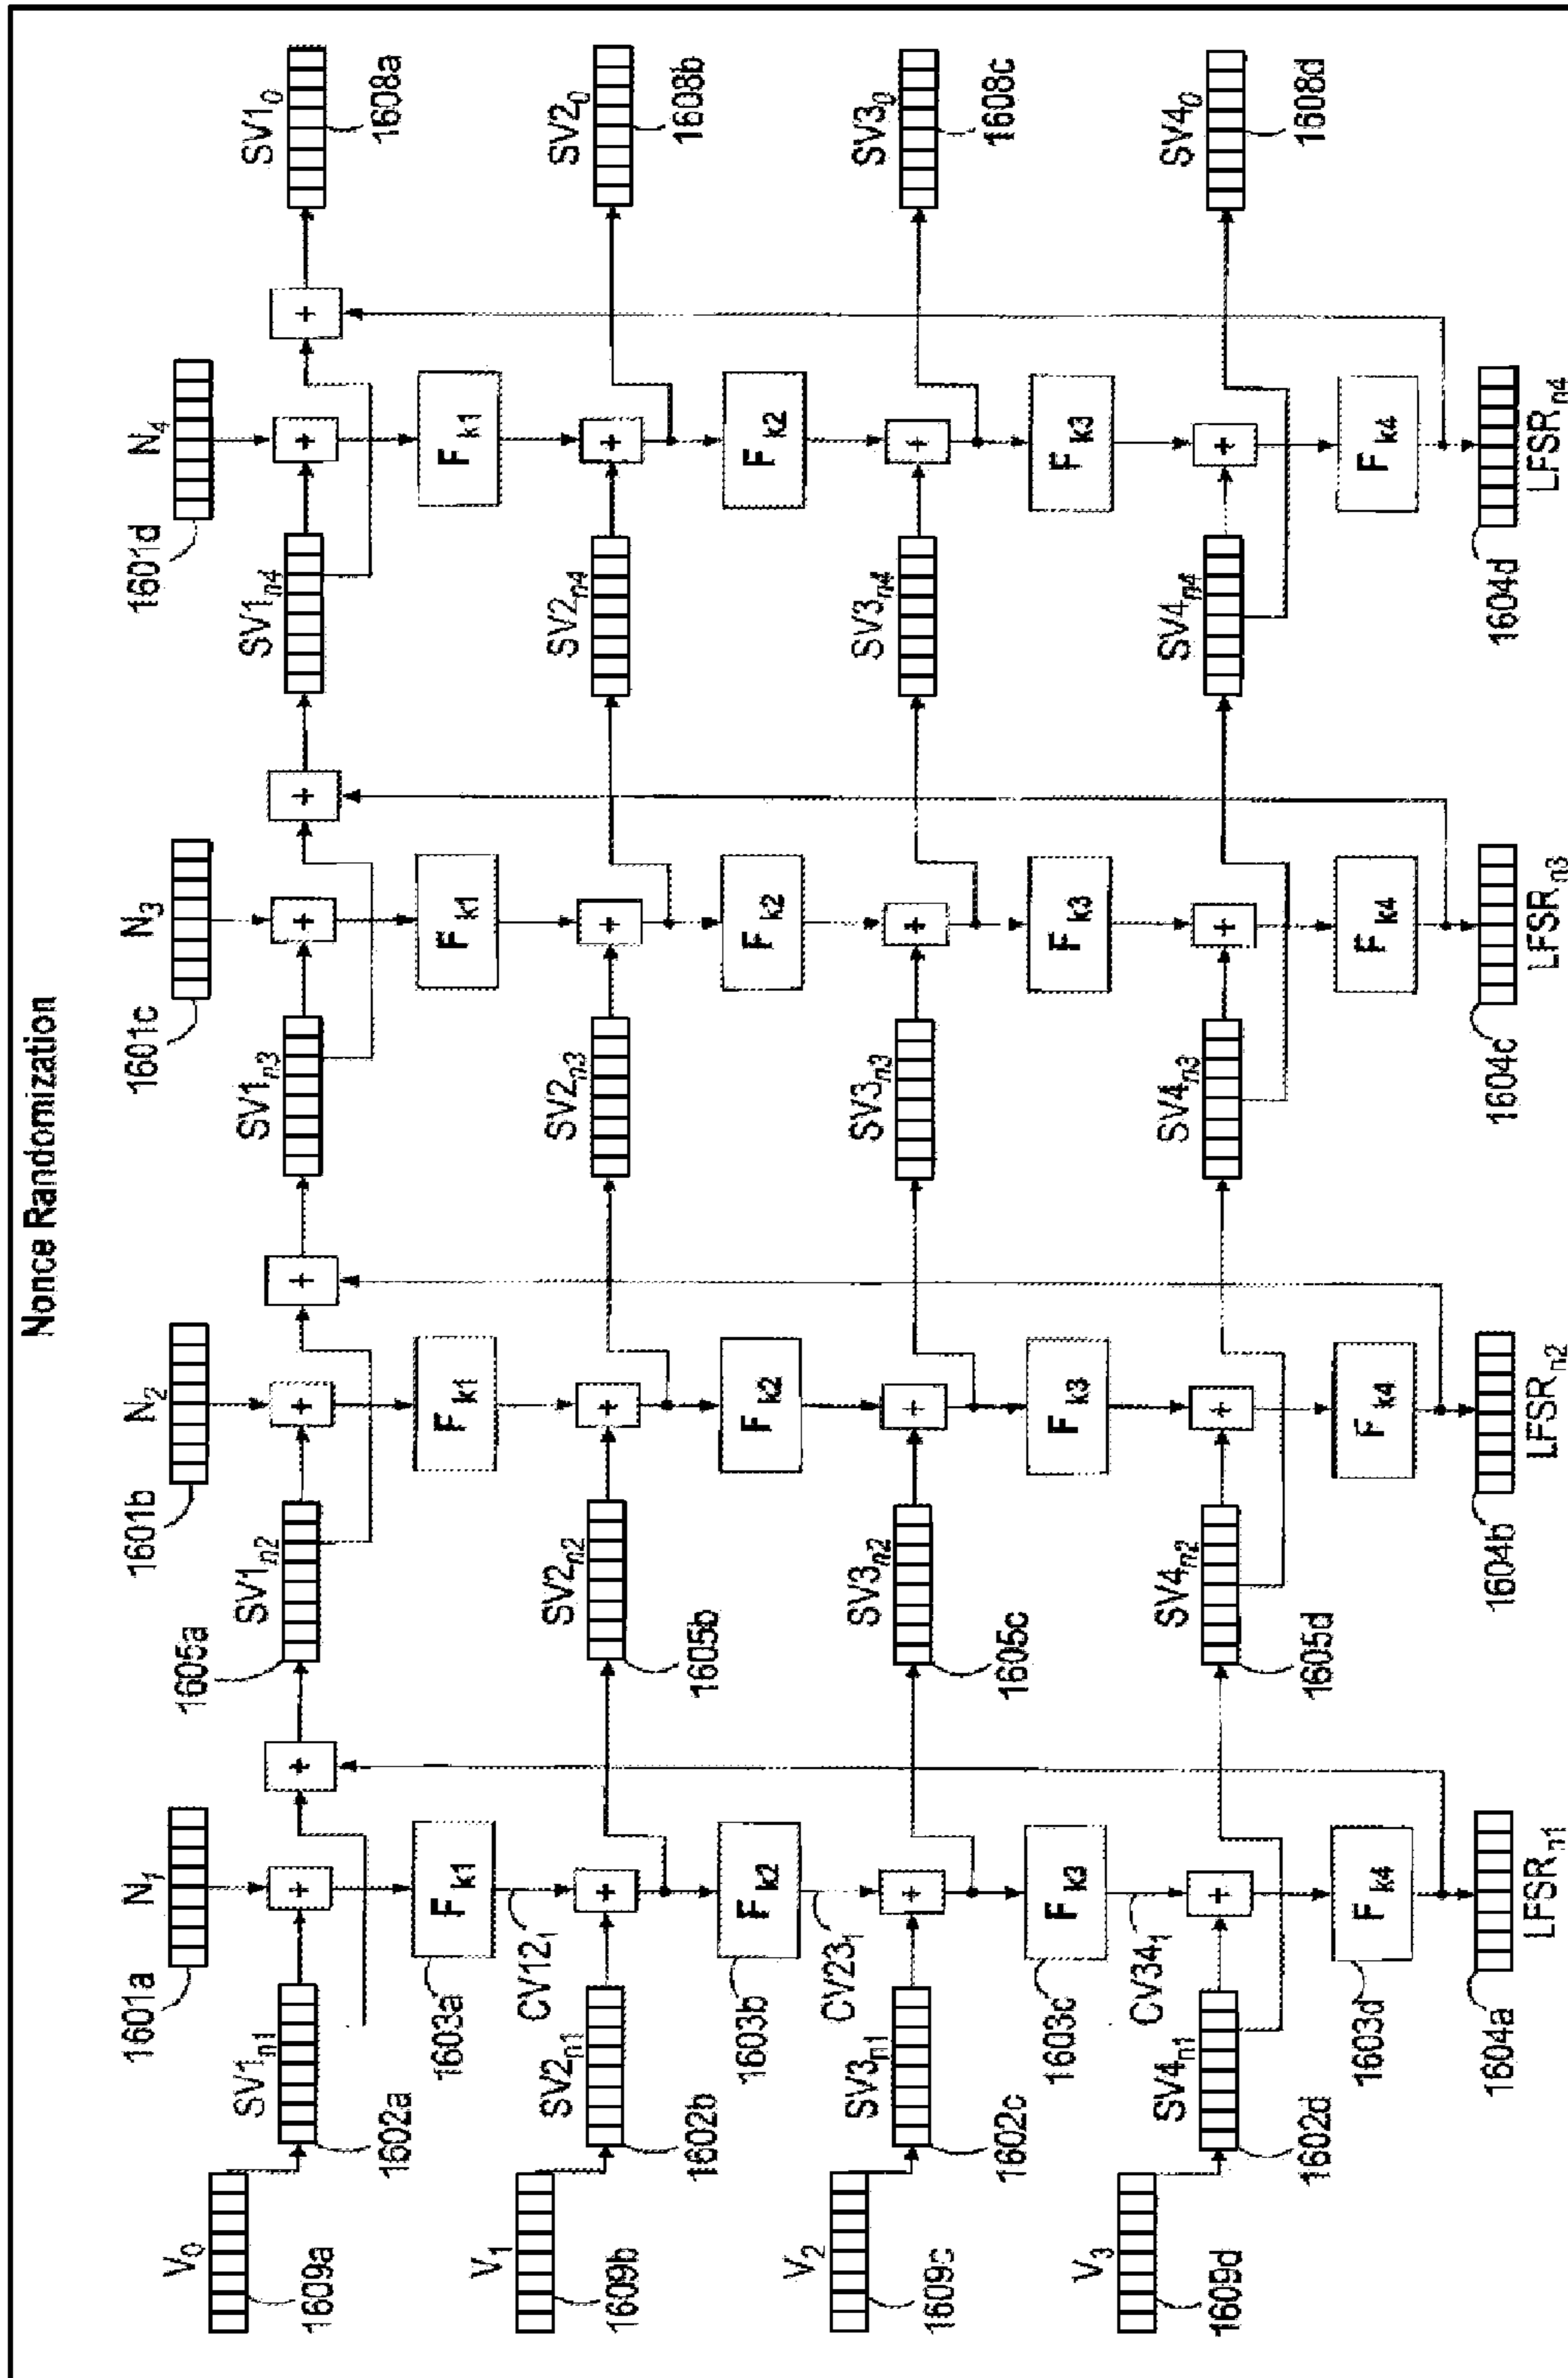 Nonce Randomization
N1
N2
N3
N4
1601a
1601b
1601c
1601d
V0
SV1n1
SV1n2
SV1n3
SV1n4
SV10
1609a
1602a
1605a
1608a
+
+
+
+
+
+
+
+
Fk1
Fk1
Fk1
Fk1
1603a
CV121
V1
SV2n1
SV2n2
SV2n3
SV2n4
SV20
1609b
1602b
1605b
1608b
+
+
+
+
Fk2
Fk2
Fk2
Fk2
1603b
CV231
V2
SV3n1
SV3n2
SV3n3
SV3n4
SV30
1609c
1602c
1605c
1608c
+
+
+
+
Fk3
Fk3
Fk3
Fk3
1603c
CV341
V3
SV4n1
SV4n2
SV4n3
SV4n4
SV40
1609d
1602d
1605d
1608d
+
+
+
+
Fk4
Fk4
Fk4
Fk4
1603d
1604a
1604b
1604c
1604d
LFSRn1
LFSRn2
LFSRn3
LFSRn4